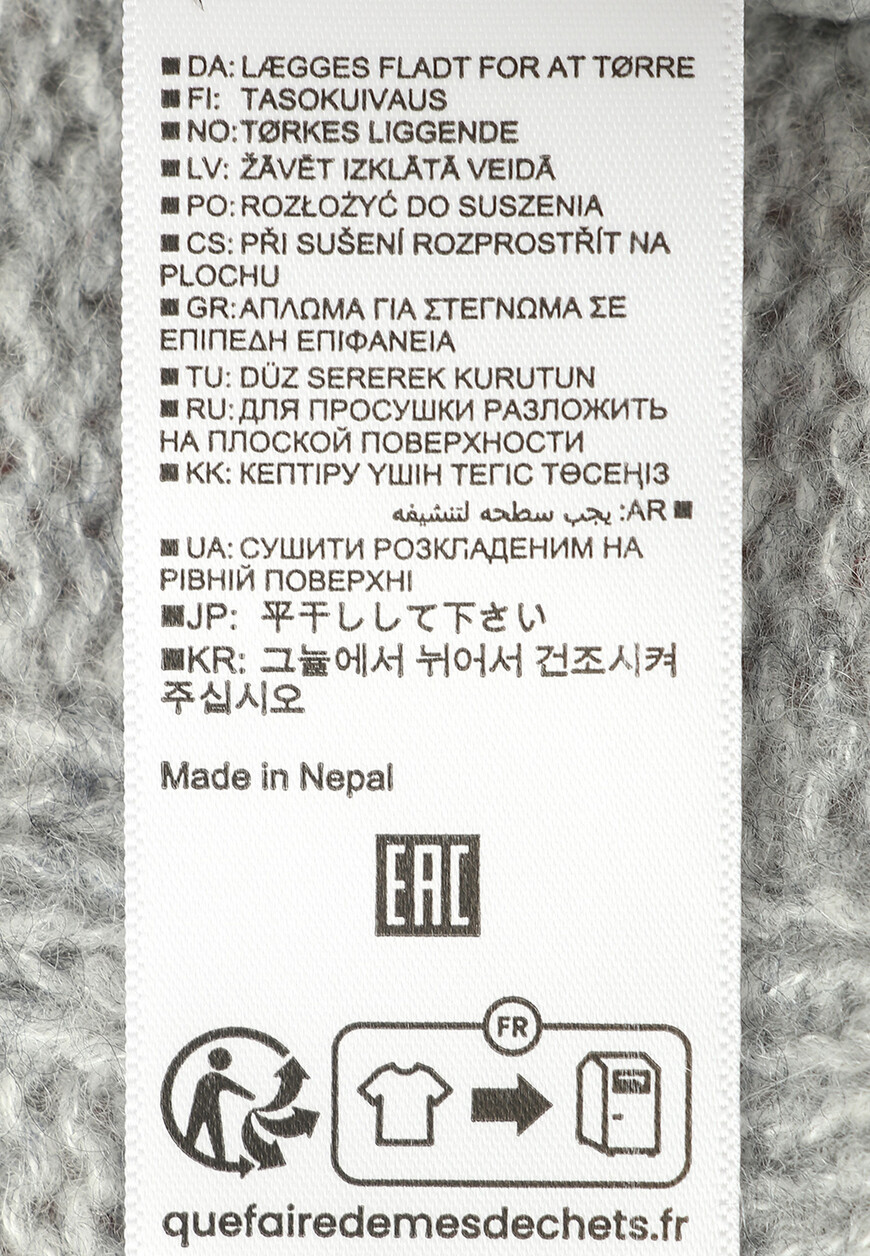 ■ DA: LÆGGES FLADT FOR AT TØRRE
■ FI: TASOKUIVAUS
■ NO: TØRKES LIGGENDE
■ LV: ŽĀVĒT IZKLĀTĀ VEIDĀ
■ PO: ROZŁOŻYĆ DO SUSZENIA
■ CS: PŘI SUŠENÍ ROZPROSTŘÍT NA
PLOCHU
■ GR: ΑΠΛΩΜΑ ΓΙΑ ΣΤΕΓΝΩΜΑ ΣΕ
ΕΠΙΠΕΔΗ ΕΠΙΦΑΝΕΙΑ
■ TU: DÜZ SEREREK KURUTUN
■ RU: ДЛЯ ПРОСУШКИ РАЗЛОЖИТЬ
НА ПЛОСКОЙ ПОВЕРХНОСТИ
■ KK: КЕПТІРУ ҮШІН ТЕГІС ТӨСЕҢІЗ
■ AR: يجب سطحه لتنشيفه
■ UA: СУШИТИ РОЗКЛАДЕНИМ НА
РІВНІЙ ПОВЕРХНІ
■JP: 平干ししして下さい
■KR: 그늘에서 뉘어서 건조시켜
주십시오
Made in Nepal
EAC
FR
quefairedemesdechets.fr